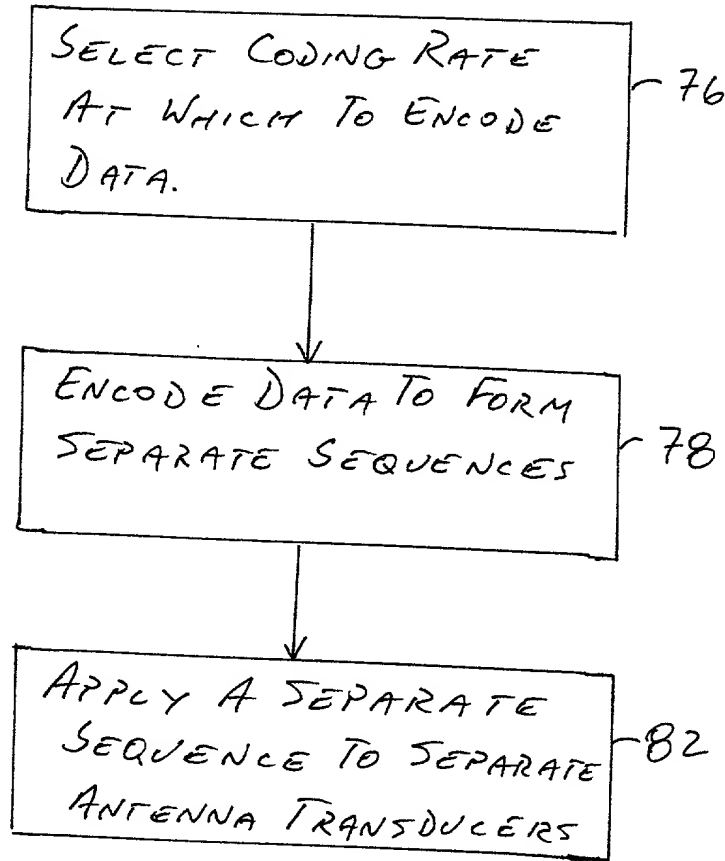 SELECT CODING RATE
AT WHICH TO ENCODE
DATA.
76
ENCODE DATA TO FORM
SEPARATE SEQUENCES
78
APPLY A SEPARATE
SEQUENCE TO SEPARATE
ANTENNA TRANSDUCERS
82